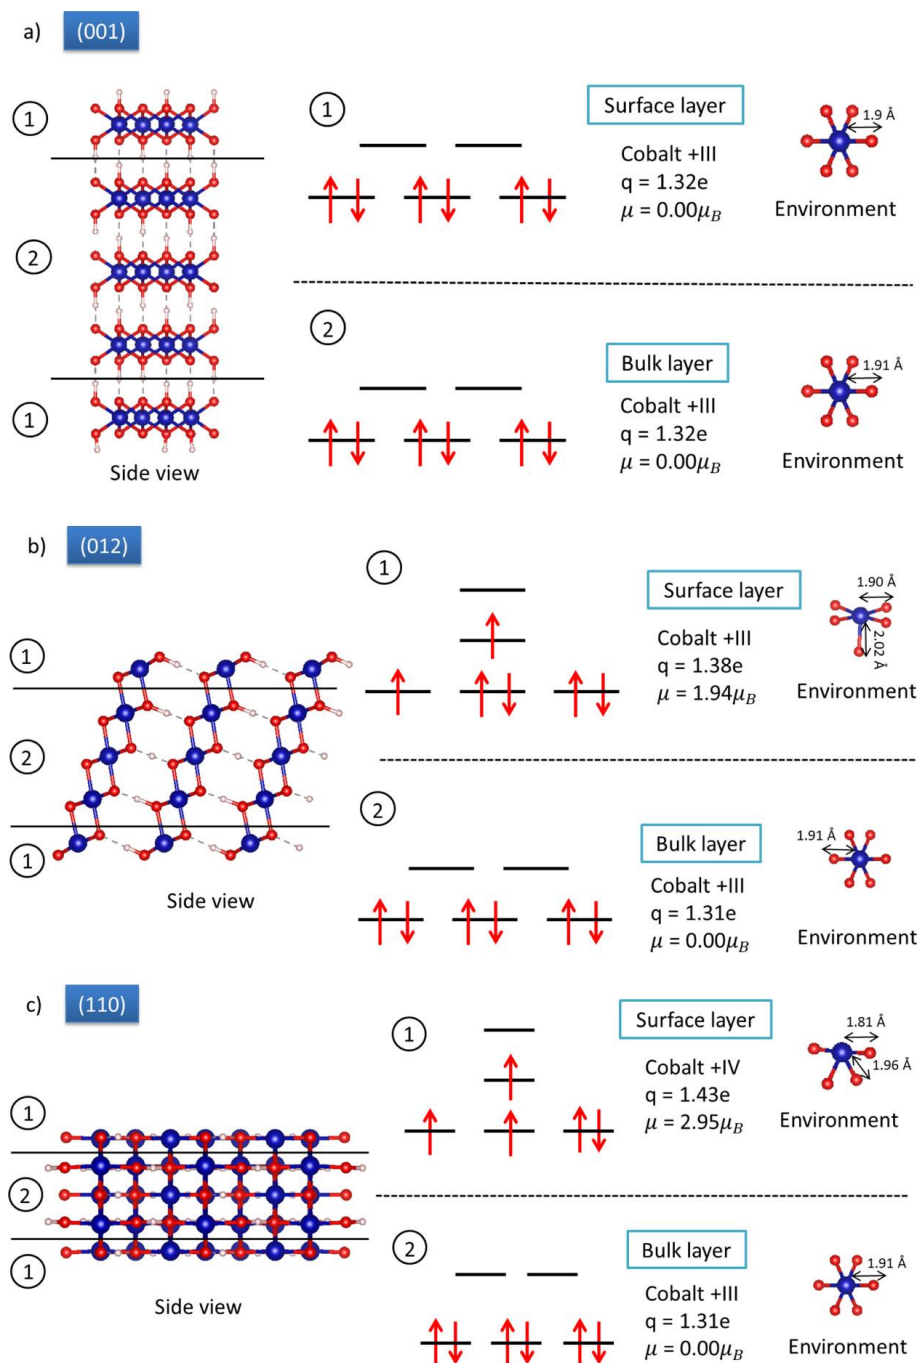 a) (001)
1
2
1
Side view
1
Surface layer
Cobalt +III
q = 1.32e
μ = 0.00μ_B
1.9 Å
Environment
2
Bulk layer
Cobalt +III
q = 1.32e
μ = 0.00μ_B
1.91 Å
Environment
b) (012)
1
2
1
Side view
1
Surface layer
Cobalt +III
q = 1.38e
μ = 1.94μ_B
1.90 Å
2.02 Å
Environment
2
Bulk layer
Cobalt +III
q = 1.31e
μ = 0.00μ_B
1.91 Å
Environment
c) (110)
1
2
1
Side view
1
Surface layer
Cobalt +IV
q = 1.43e
μ = 2.95μ_B
1.81 Å
1.96 Å
Environment
2
Bulk layer
Cobalt +III
q = 1.31e
μ = 0.00μ_B
1.91 Å
Environment